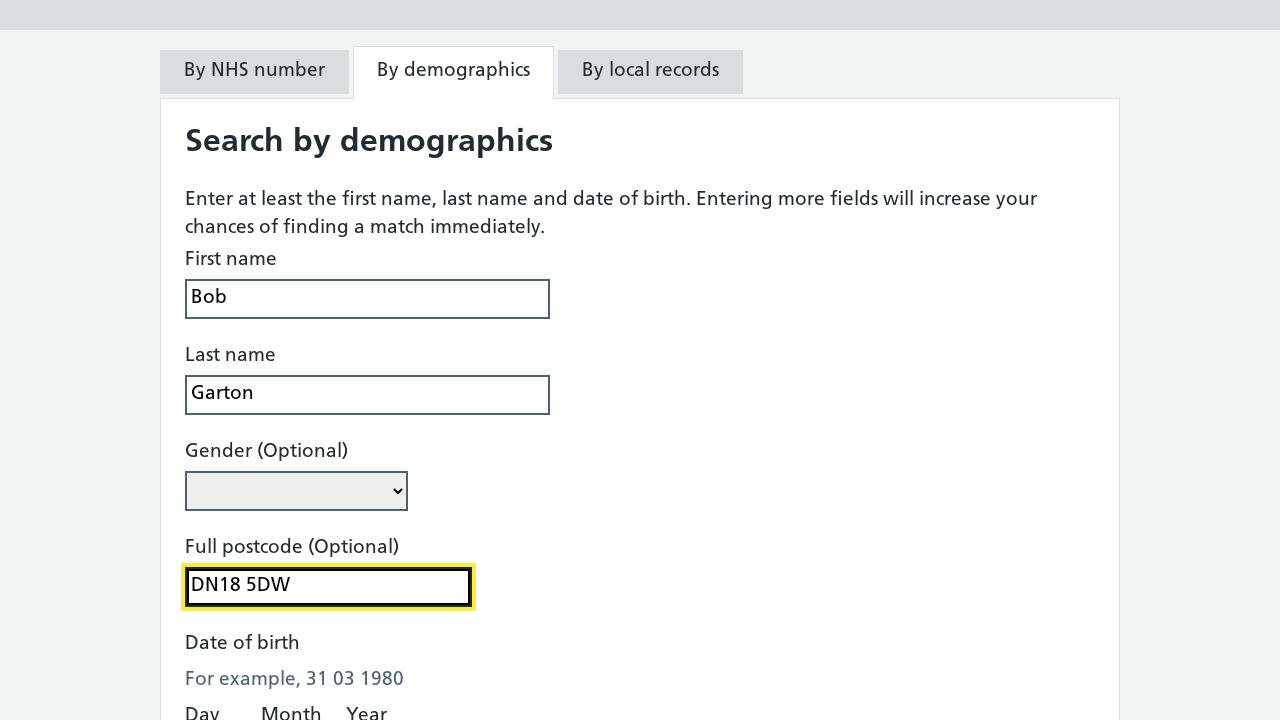 By NHS number
By demographics
By local records
Search by demographics
Enter at least the first name, last name and date of birth. Entering more fields will increase your
chances of finding a match immediately.
First name
Bob
Last name
Garton
Gender (Optional)
Full postcode (Optional)
DN18 5DW
Date of birth
For example, 31 03 1980
Day Month Year